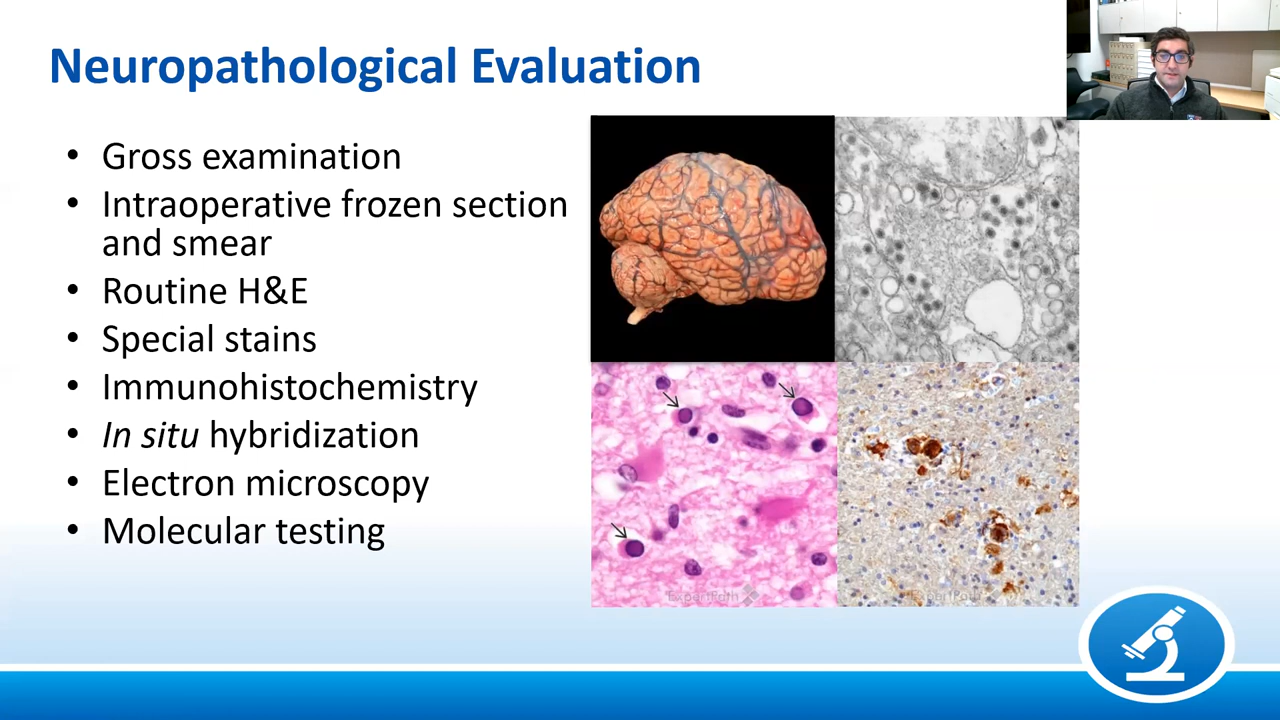 Neuropathological Evaluation
• Gross examination
• Intraoperative frozen section
and smear
• Routine H&E
• Special stains
• Immunohistochemistry
• In situ hybridization
• Electron microscopy
• Molecular testing
ExpertPath
ExpertPath